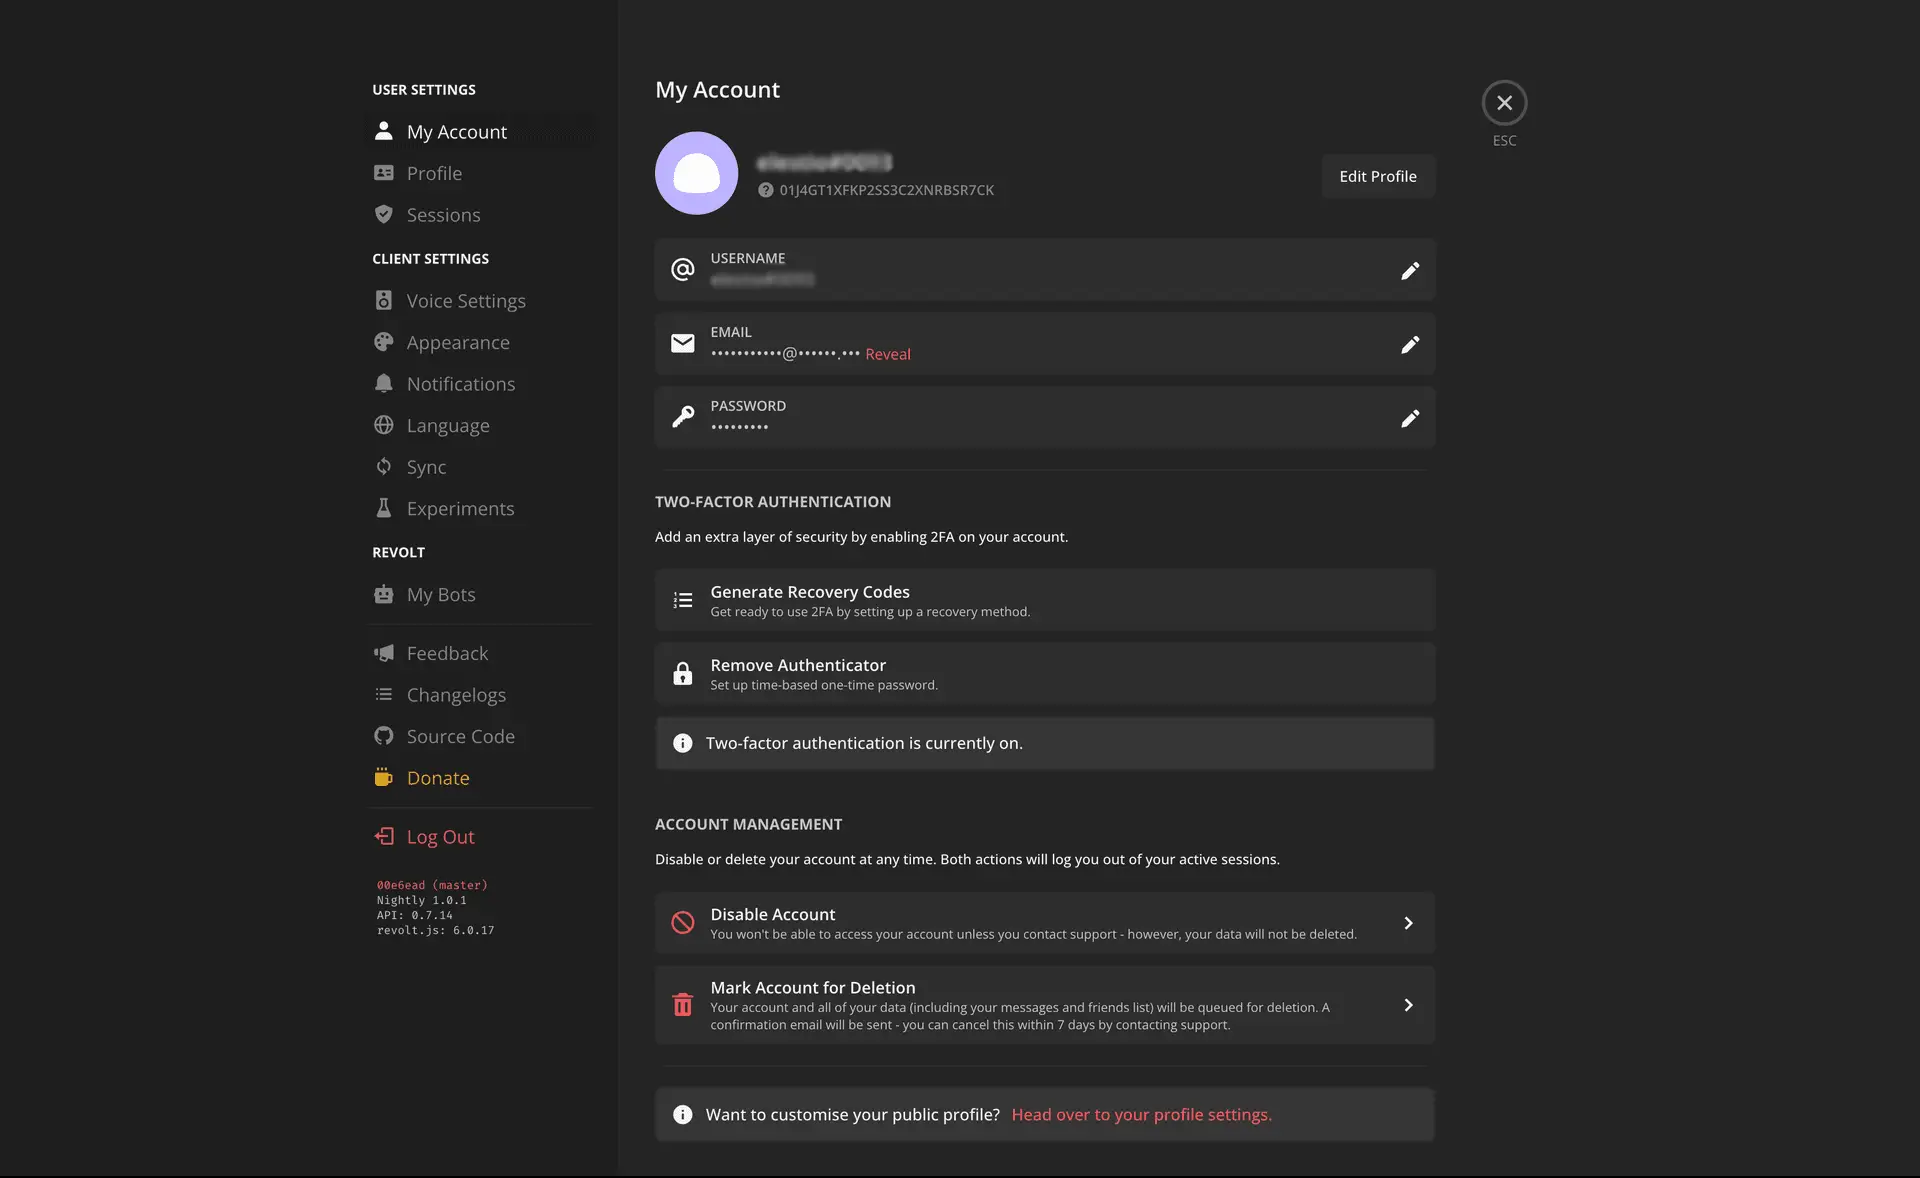 USER SETTINGS
My Account
Profile
Sessions
CLIENT SETTINGS
Voice Settings
Appearance
Notifications
Language
Sync
Experiments
REVOLT
My Bots
Feedback
Changelogs
Source Code
Donate
Log Out
00e6ead (master)
Nightly 1.0.1
API: 0.7.14
revolt.js: 6.0.17
My Account
01J4GT1XFKP2SS3C2XNRBSR7CK
Edit Profile
ESC
USERNAME
EMAIL
•••••••••••@••••••.••• Reveal
PASSWORD
•••••••••
TWO-FACTOR AUTHENTICATION
Add an extra layer of security by enabling 2FA on your account.
Generate Recovery Codes
Get ready to use 2FA by setting up a recovery method.
Remove Authenticator
Set up time-based one-time password.
Two-factor authentication is currently on.
ACCOUNT MANAGEMENT
Disable or delete your account at any time. Both actions will log you out of your active sessions.
Disable Account
You won't be able to access your account unless you contact support - however, your data will not be deleted.
Mark Account for Deletion
Your account and all of your data (including your messages and friends list) will be queued for deletion. A
confirmation email will be sent - you can cancel this within 7 days by contacting support.
Want to customise your public profile? Head over to your profile settings.